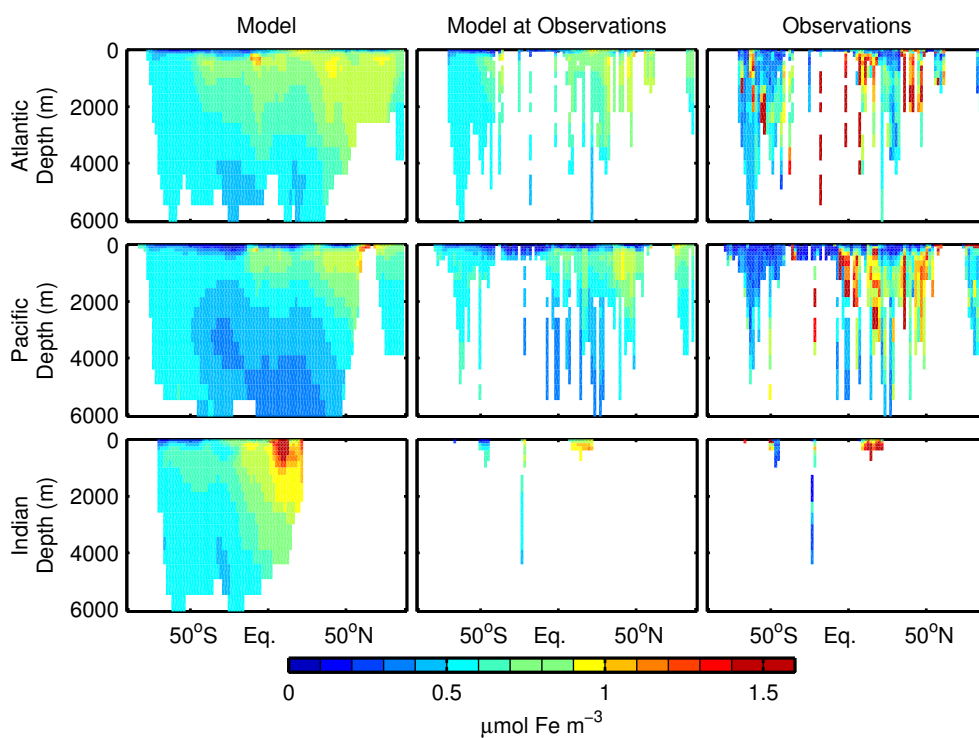 Model Model at Observations Observations
Atlantic
Depth (m)
0
2000
4000
6000
Pacific
Depth (m)
0
2000
4000
6000
Indian
Depth (m)
0
2000
4000
6000
50°S Eq. 50°N 50°S Eq. 50°N 50°S Eq. 50°N
0 0.5 1 1.5
μmol Fe m⁻³